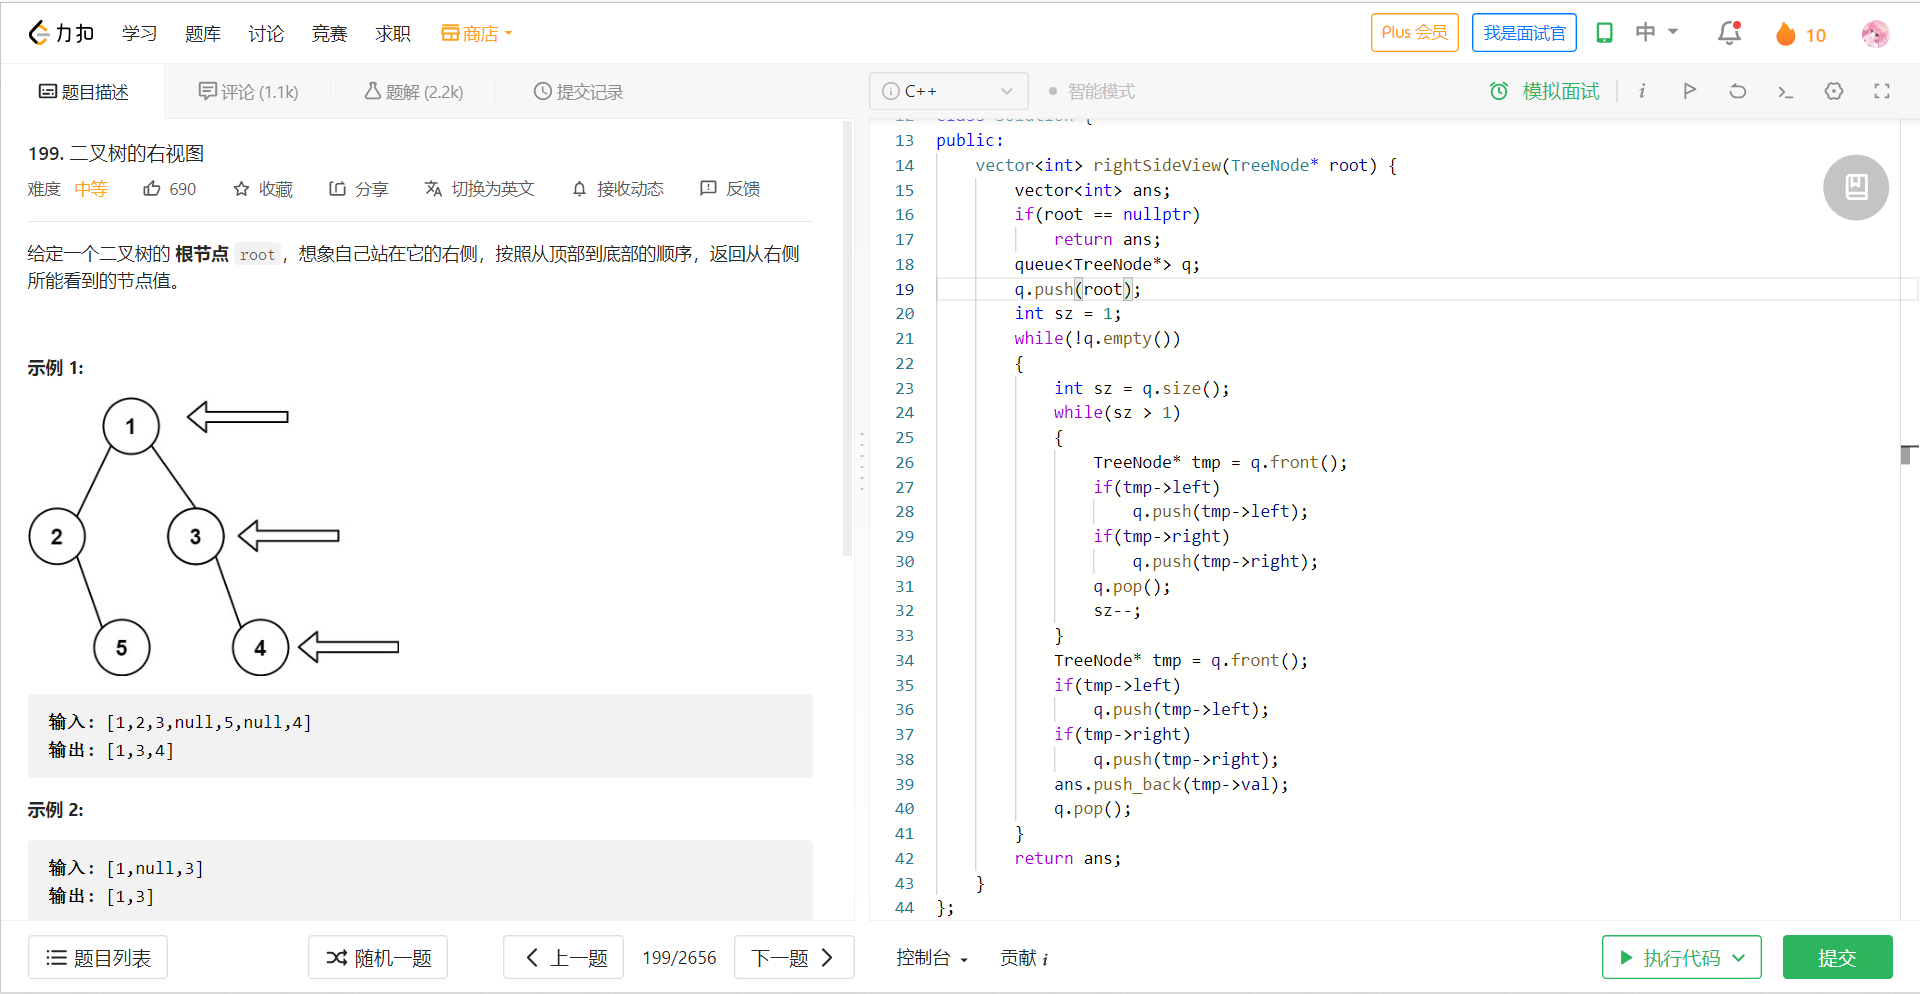 力扣 学习 题库 讨论 竞赛 求职 商店 Plus 会员 我是面试官 中 10
题目描述 评论 (1.1k) 题解 (2.2k) 提交记录
199. 二叉树的右视图
难度 中等 690 收藏 分享 切换为英文 接收动态 反馈
给定一个二叉树的 根节点 root，想象自己站在它的右侧，按照从顶部到底部的顺序，返回从右侧
所能看到的节点值。
示例 1:
1
2 3
5 4
输入: [1,2,3,null,5,null,4]
输出: [1,3,4]
示例 2:
输入: [1,null,3]
输出: [1,3]
题目列表 随机一题 上一题 199/2656 下一题
C++ 智能模式 模拟面试 i
12 class Solution {
13 public:
14     vector<int> rightSideView(TreeNode* root) {
15         vector<int> ans;
16         if(root == nullptr)
17             return ans;
18         queue<TreeNode*> q;
19         q.push(root);
20         int sz = 1;
21         while(!q.empty())
22         {
23             int sz = q.size();
24             while(sz > 1)
25             {
26                 TreeNode* tmp = q.front();
27                 if(tmp->left)
28                     q.push(tmp->left);
29                 if(tmp->right)
30                     q.push(tmp->right);
31                 q.pop();
32                 sz--;
33             }
34             TreeNode* tmp = q.front();
35             if(tmp->left)
36                 q.push(tmp->left);
37             if(tmp->right)
38                 q.push(tmp->right);
39             ans.push_back(tmp->val);
40             q.pop();
41         }
42         return ans;
43     }
44 };
控制台 贡献 i 执行代码 提交